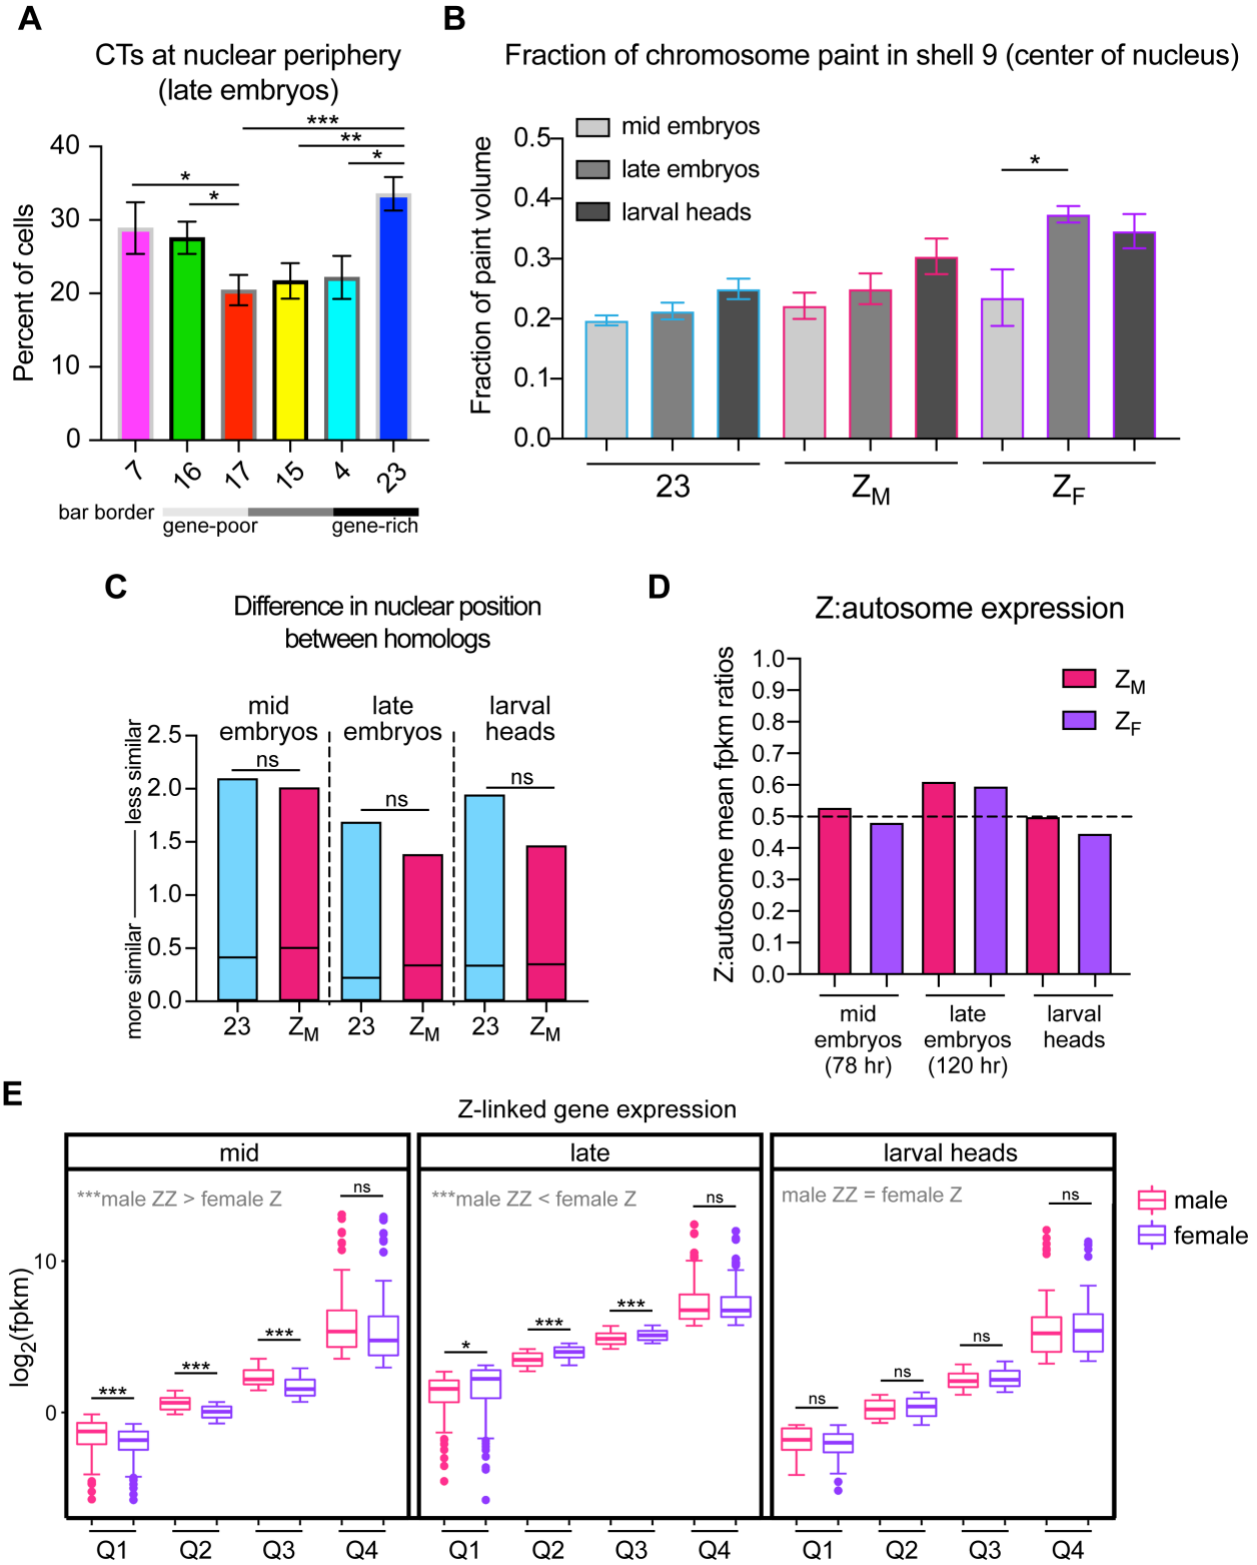 A
CTs at nuclear periphery
(late embryos)
Percent of cells
40
30
20
10
0
***
**
*
*
*
7
16
17
15
4
23
bar border
gene-poor
gene-rich
B
Fraction of chromosome paint in shell 9 (center of nucleus)
Fraction of paint volume
0.5
0.4
0.3
0.2
0.1
0.0
mid embryos
late embryos
larval heads
*
23
Z_M
Z_F
C
Difference in nuclear position
between homologs
more similar
less similar
2.5
2.0
1.5
1.0
0.5
0.0
mid
embryos
late
embryos
larval
heads
ns
ns
ns
23
Z_M
23
Z_M
23
Z_M
D
Z:autosome expression
Z:autosome mean fpkm ratios
1.0
0.9
0.8
0.7
0.6
0.5
0.4
0.3
0.2
0.1
0.0
Z_M
Z_F
mid
embryos
(78 hr)
late
embryos
(120 hr)
larval
heads
E
Z-linked gene expression
log2(fpkm)
10
0
mid
***male ZZ > female Z
***
***
***
ns
Q1
Q2
Q3
Q4
late
***male ZZ < female Z
*
***
***
ns
Q1
Q2
Q3
Q4
larval heads
male ZZ = female Z
ns
ns
ns
ns
Q1
Q2
Q3
Q4
male
female